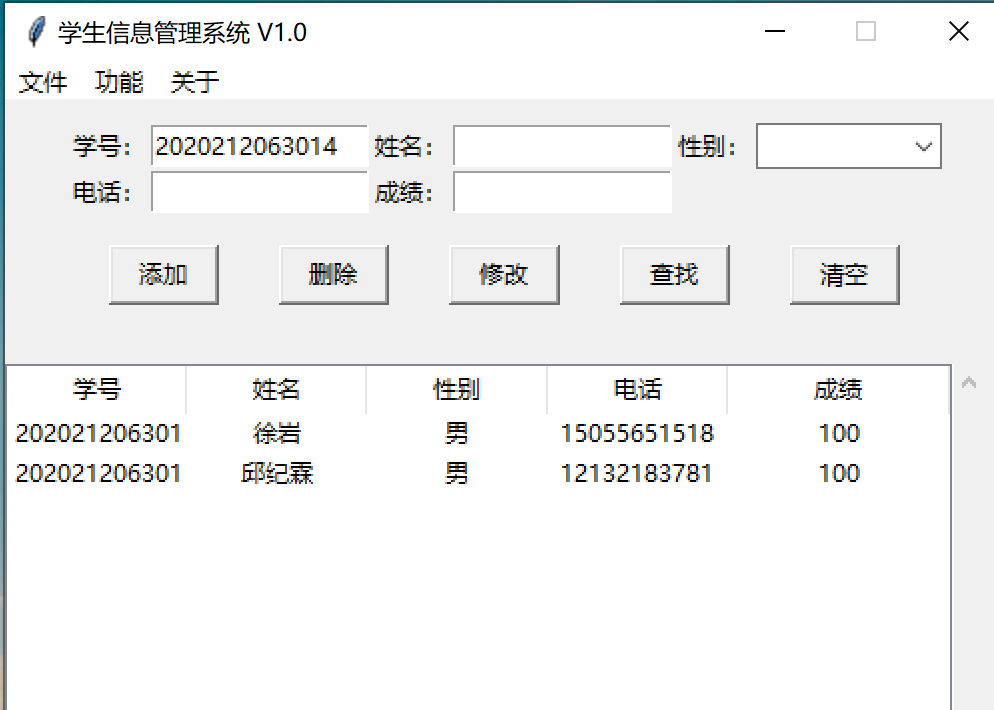 学生信息管理系统 V1.0
文件 功能 关于
学号： 2020212063014 姓名： 性别：
电话： 成绩：
添加 删除 修改 查找 清空
学号 姓名 性别 电话 成绩
202021206301 徐岩 男 15055651518 100
202021206301 邱纪霖 男 12132183781 100